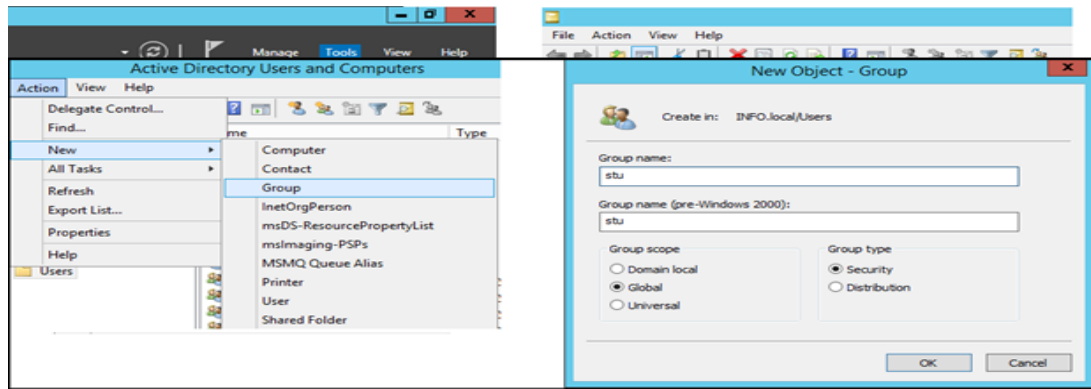 Manage Tools View Help
Active Directory Users and Computers
Action View Help
Delegate Control...
Find...
New
All Tasks
Refresh
Export List...
Properties
Help
Users
me Type
Computer
Contact
Group
InetOrgPerson
msDS-ResourcePropertyList
msImaging-PSPs
MSMQ Queue Alias
Printer
User
Shared Folder
File Action View Help
New Object - Group
Create in: INFO.local/Users
Group name:
stu
Group name (pre-Windows 2000):
stu
Group scope
Domain local
Global
Universal
Group type
Security
Distribution
OK Cancel